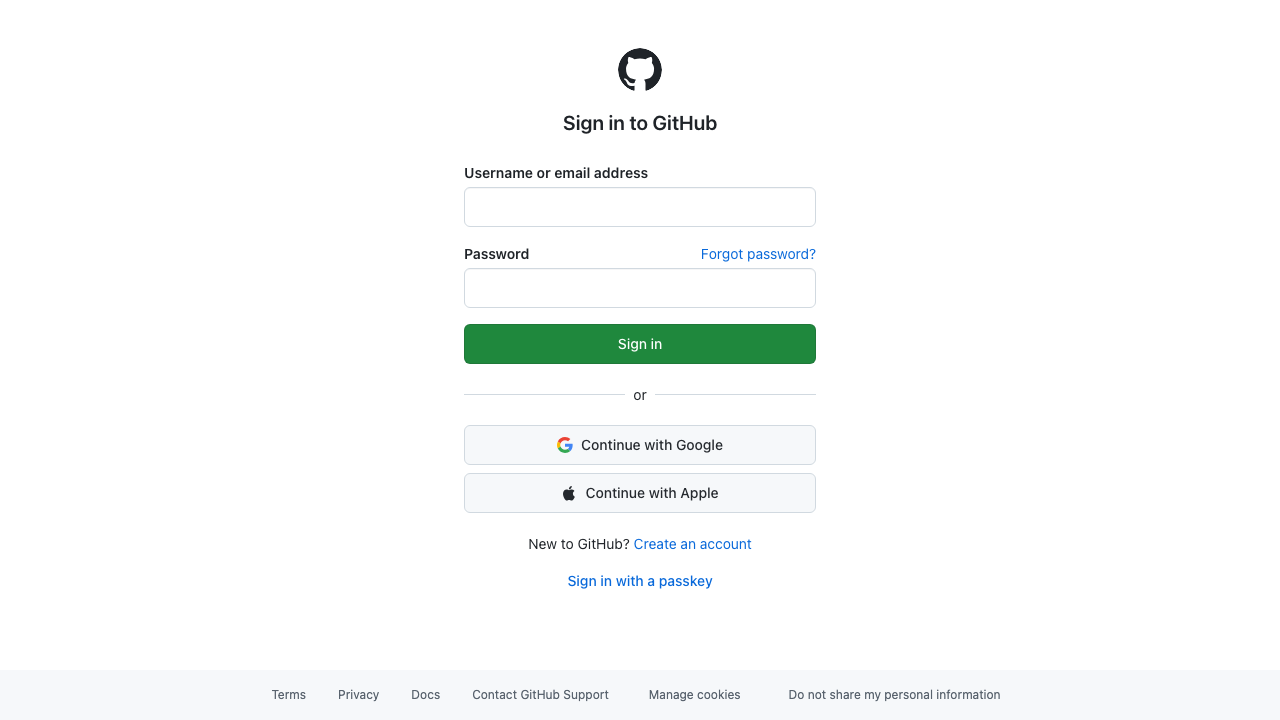 Sign in to GitHub
Username or email address
Password
Forgot password?
Sign in
or
Continue with Google
Continue with Apple
New to GitHub? Create an account
Sign in with a passkey
Terms
Privacy
Docs
Contact GitHub Support
Manage cookies
Do not share my personal information